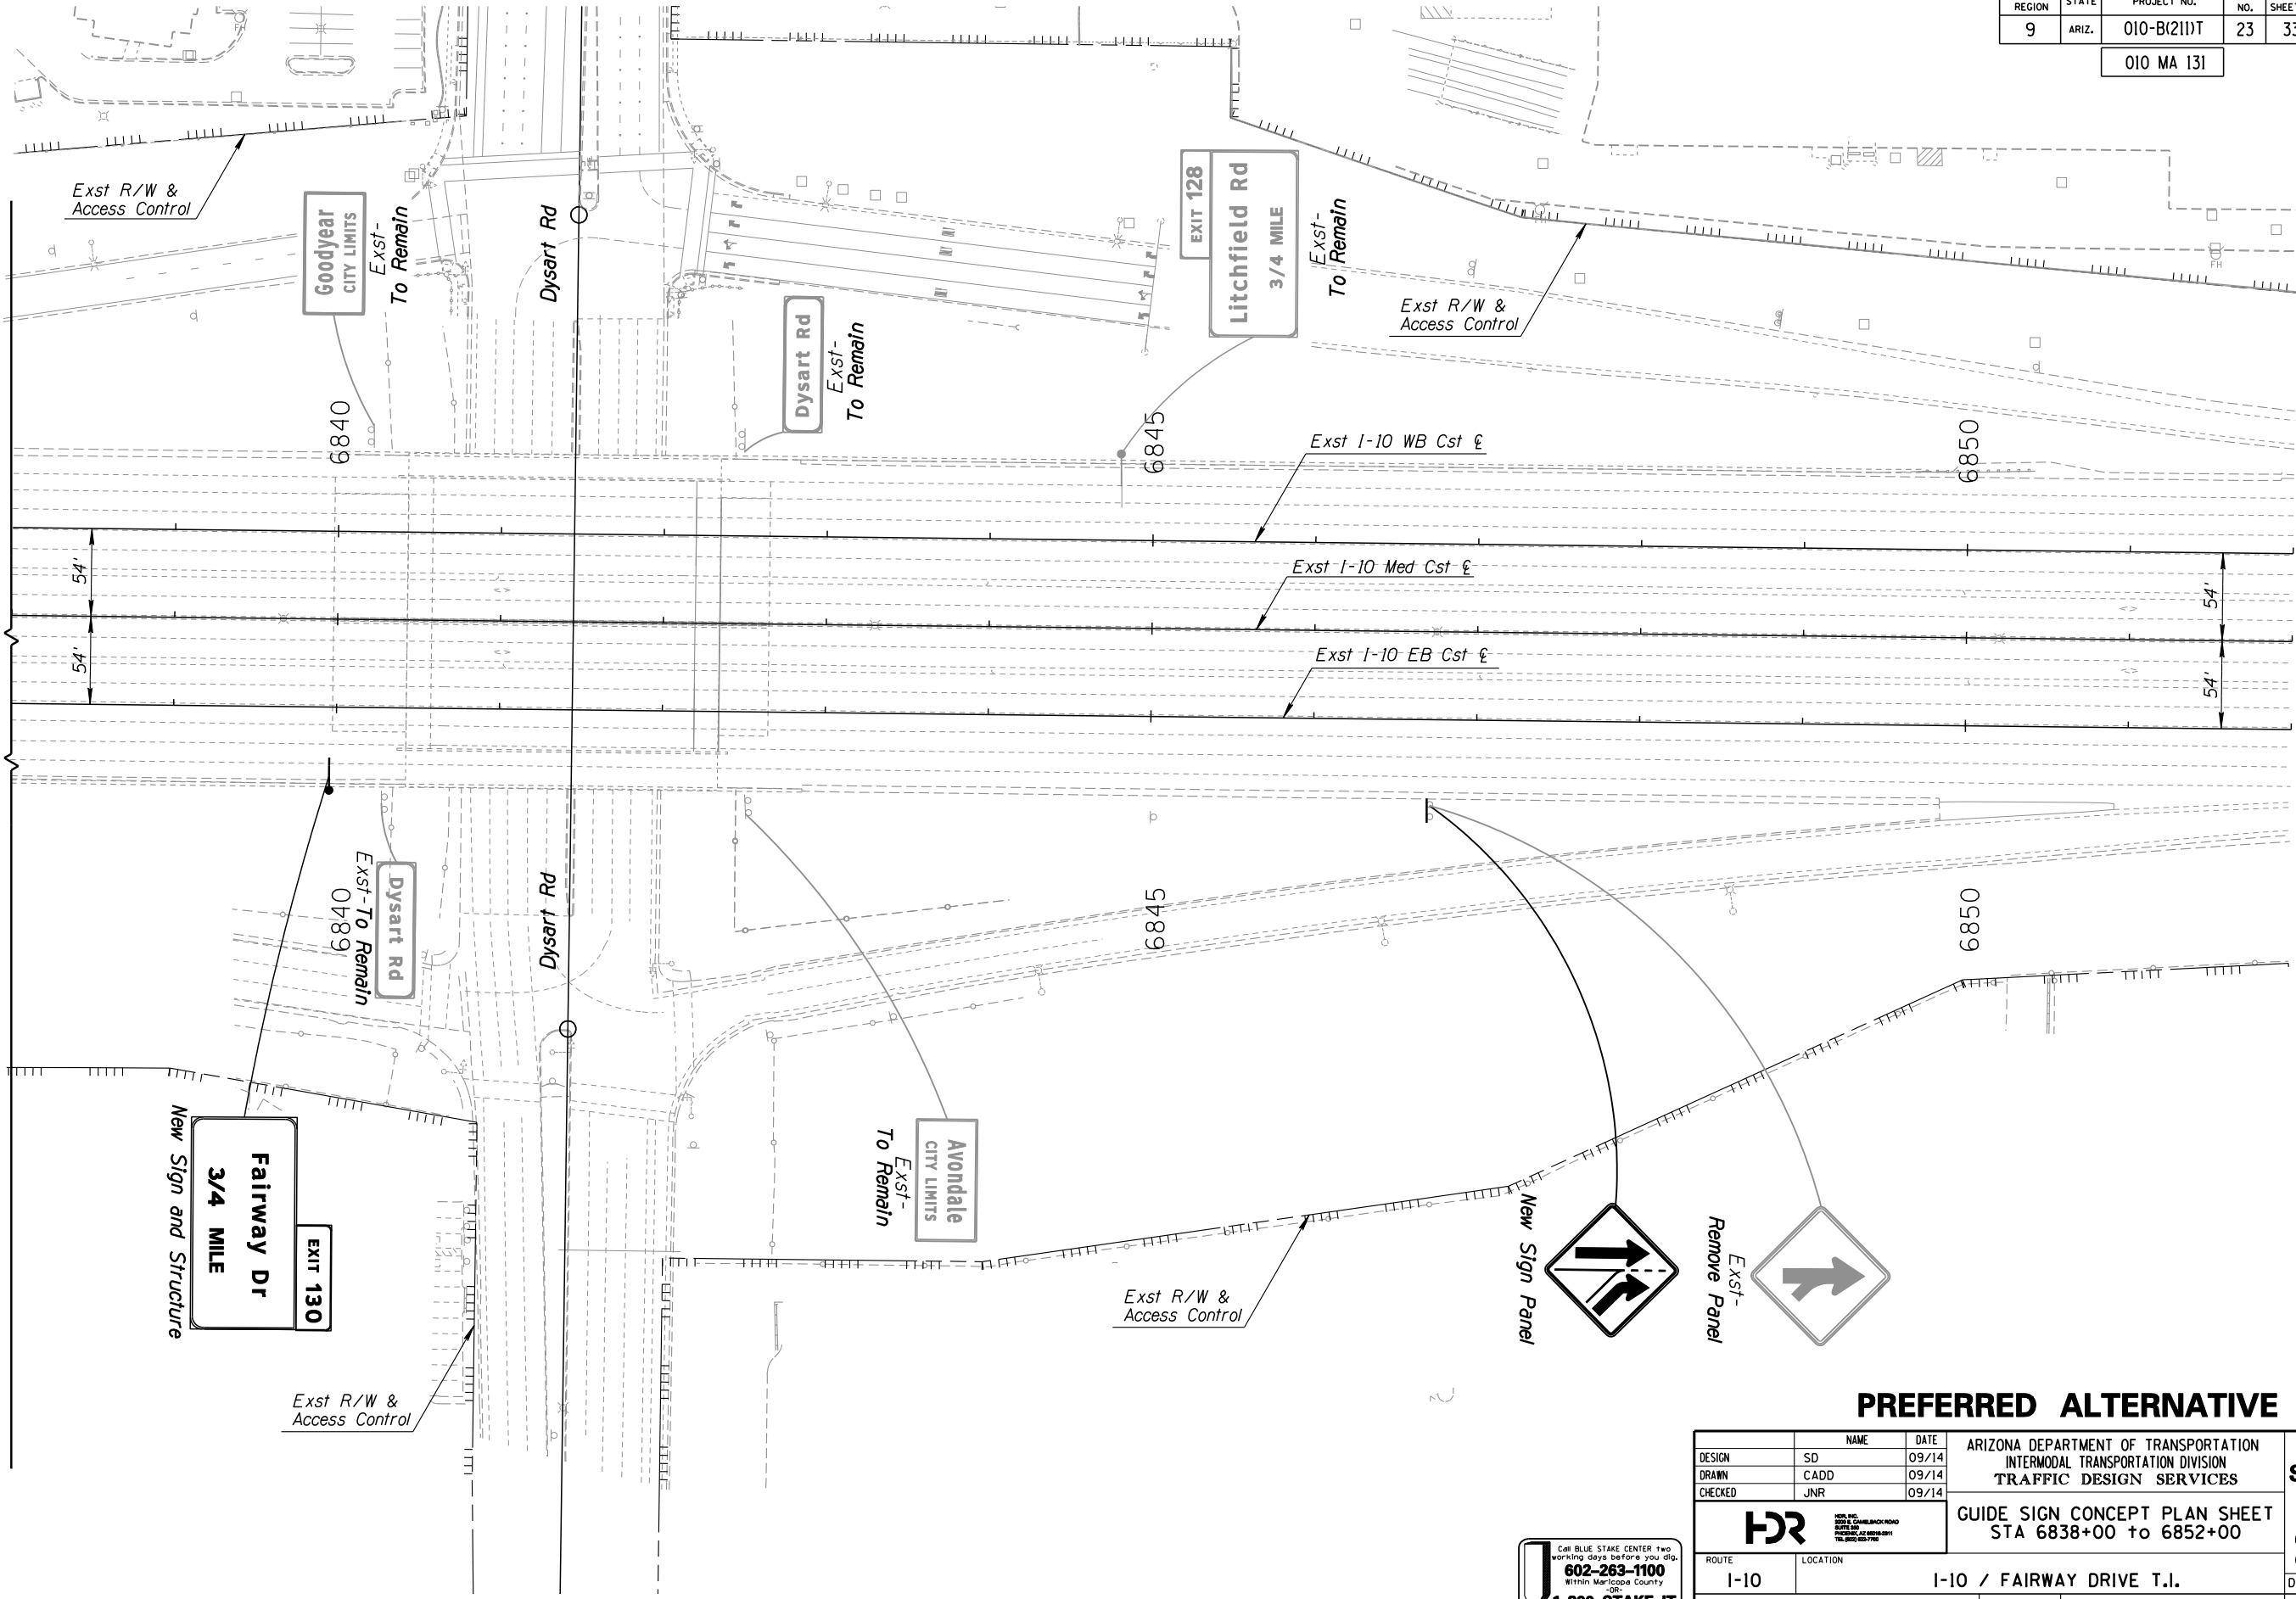 REGION STATE PROJECT NO. NO. SHEET
9 ARIZ. 010-B(211)T 23 33
010 MA 131
Exst R/W &
Access Control
Goodyear
CITY LIMITS
Exst-
To Remain
Dysart Rd
Dysart Rd
Exst-
To Remain
EXIT 128
Litchfield Rd
3/4 MILE
Exst-
To Remain
Exst R/W &
Access Control
FH
FH
6840
6845
6850
Exst I-10 WB Cst ℄
Exst I-10 Med Cst ℄
Exst I-10 EB Cst ℄
54'
54'
54'
54'
6840
6845
6850
Dysart Rd
Exst-To Remain
Dysart Rd
EXIT 130
Fairway Dr
3/4 MILE
New Sign and Structure
Avondale
CITY LIMITS
Exst-
To Remain
Exst R/W &
Access Control
Exst R/W &
Access Control
New Sign Panel
Exst-
Remove Panel
PREFERRED ALTERNATIVE
NAME DATE
DESIGN SD 09/14
DRAWN CADD 09/14
CHECKED JNR 09/14
ARIZONA DEPARTMENT OF TRANSPORTATION
INTERMODAL TRANSPORTATION DIVISION
TRAFFIC DESIGN SERVICES
HDR
HDR, INC.
GUIDE SIGN CONCEPT PLAN SHEET
STA 6838+00 to 6852+00
ROUTE
I-10
LOCATION
I-10 / FAIRWAY DRIVE T.I.
Call BLUE STAKE CENTER two
working days before you dig.
602-263-1100
Within Maricopa County
-OR-